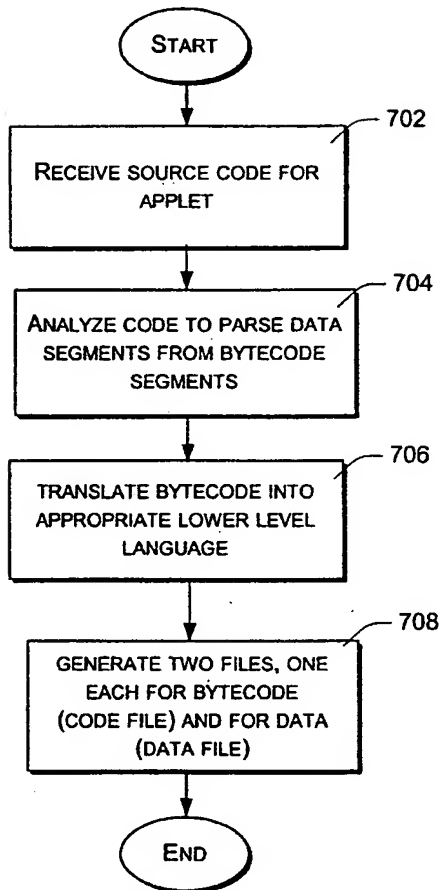 START
702
RECEIVE SOURCE CODE FOR
APPLET
704
ANALYZE CODE TO PARSE DATA
SEGMENTS FROM BYTECODE
SEGMENTS
706
TRANSLATE BYTECODE INTO
APPROPRIATE LOWER LEVEL
LANGUAGE
708
GENERATE TWO FILES, ONE
EACH FOR BYTECODE
(CODE FILE) AND FOR DATA
(DATA FILE)
END